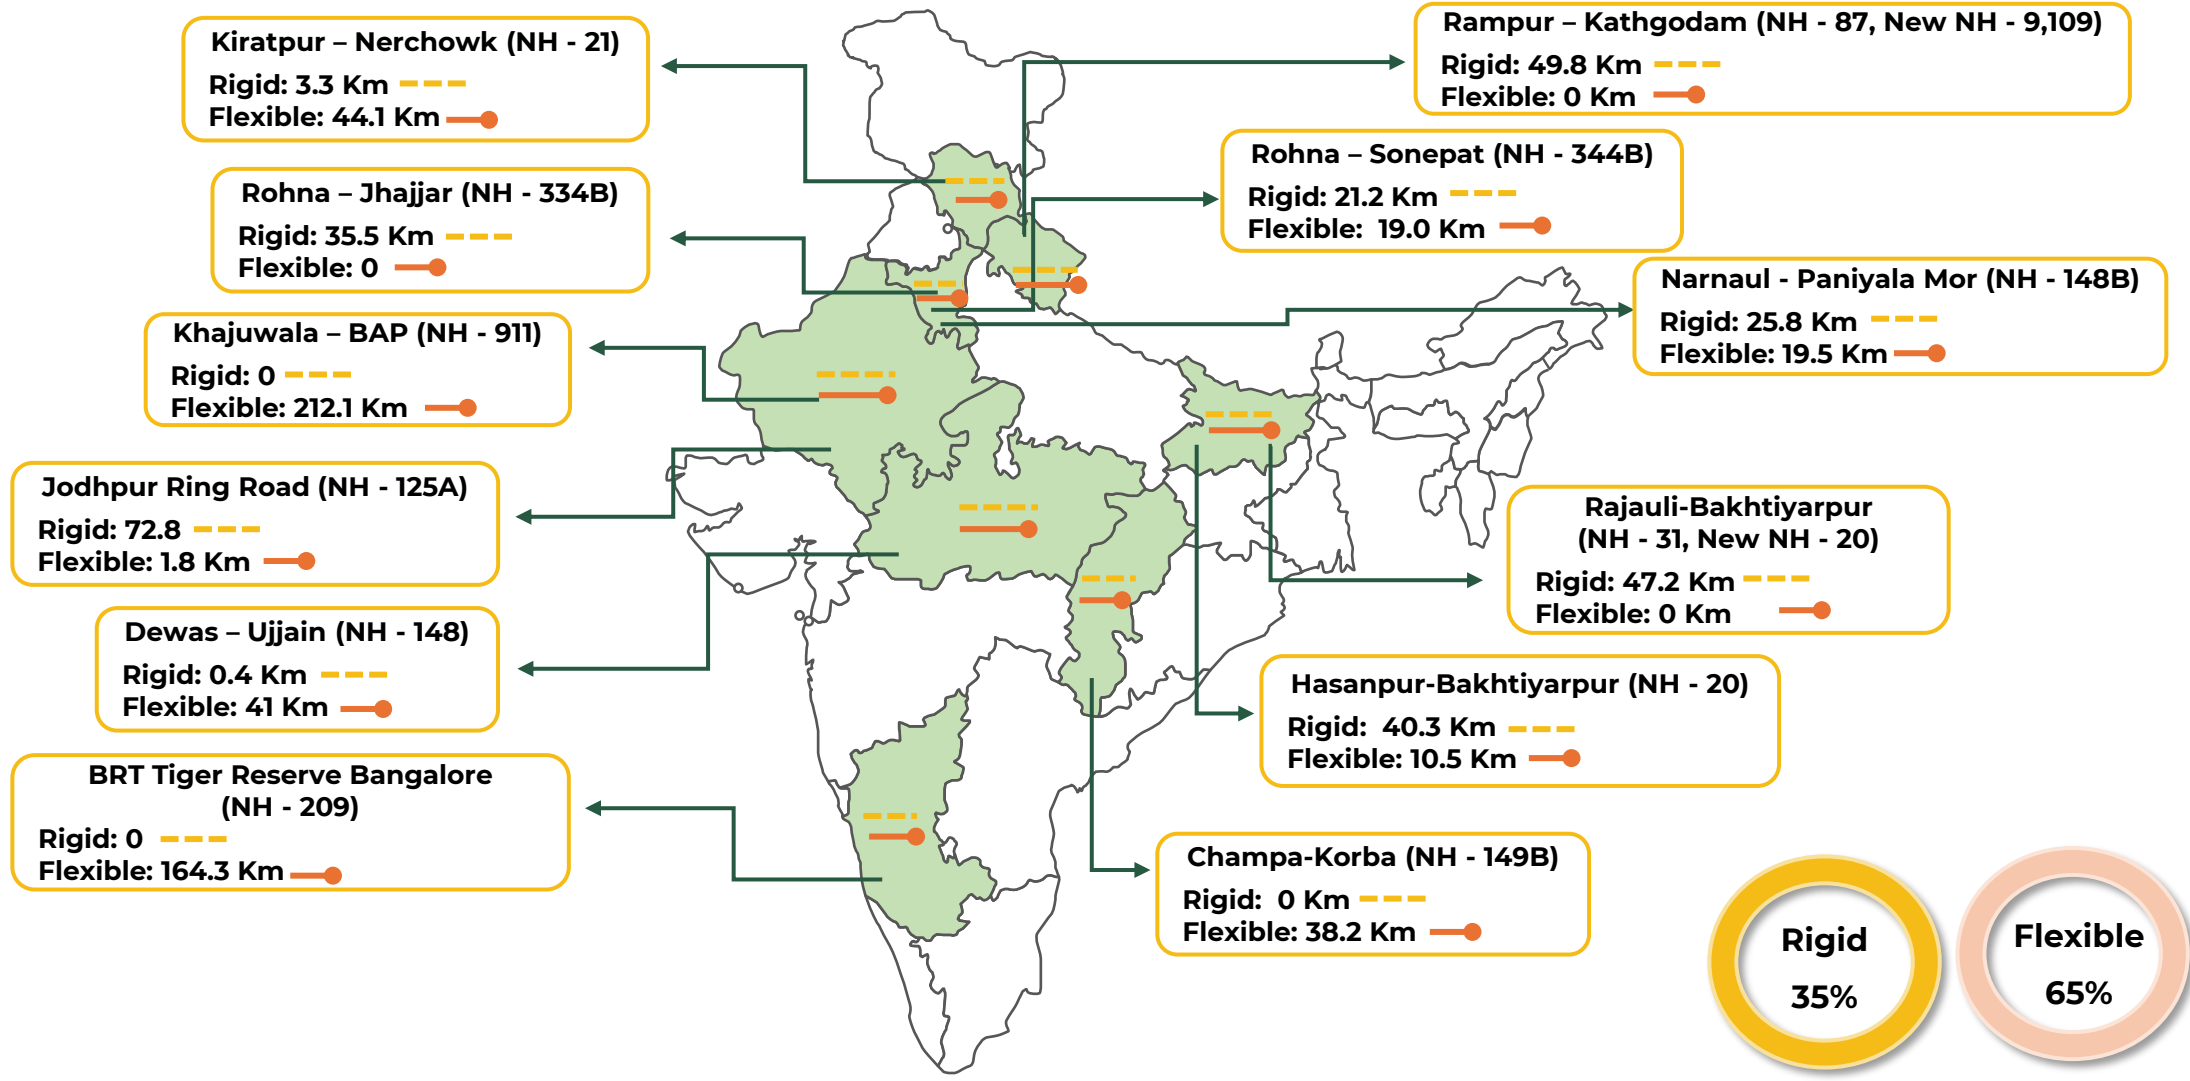 Kiratpur – Nerchowk (NH - 21)
Rigid: 3.3 Km
Flexible: 44.1 Km
Rohna – Jhajjar (NH - 334B)
Rigid: 35.5 Km
Flexible: 0
Khajuwala – BAP (NH - 911)
Rigid: 0
Flexible: 212.1 Km
Jodhpur Ring Road (NH - 125A)
Rigid: 72.8
Flexible: 1.8 Km
Dewas – Ujjain (NH - 148)
Rigid: 0.4 Km
Flexible: 41 Km
BRT Tiger Reserve Bangalore
(NH - 209)
Rigid: 0
Flexible: 164.3 Km
Rampur – Kathgodam (NH - 87, New NH - 9,109)
Rigid: 49.8 Km
Flexible: 0 Km
Rohna – Sonepat (NH - 344B)
Rigid: 21.2 Km
Flexible: 19.0 Km
Narnaul - Paniyala Mor (NH - 148B)
Rigid: 25.8 Km
Flexible: 19.5 Km
Rajauli-Bakhtiyarpur
(NH - 31, New NH - 20)
Rigid: 47.2 Km
Flexible: 0 Km
Hasanpur-Bakhtiyarpur (NH - 20)
Rigid: 40.3 Km
Flexible: 10.5 Km
Champa-Korba (NH - 149B)
Rigid: 0 Km
Flexible: 38.2 Km
Rigid
35%
Flexible
65%